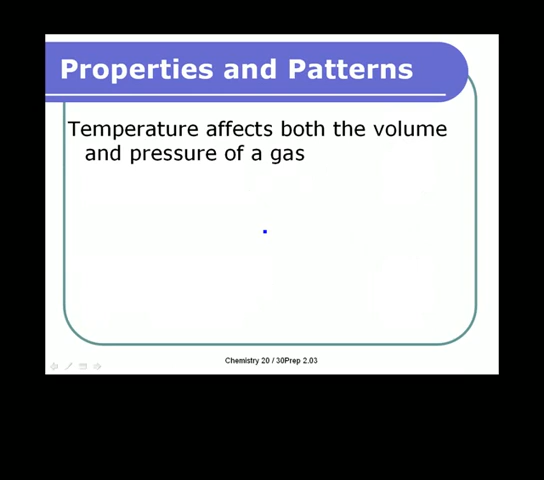 Properties and Patterns
Temperature affects both the volume
and pressure of a gas
Chemistry 20 / 30Prep 2.03